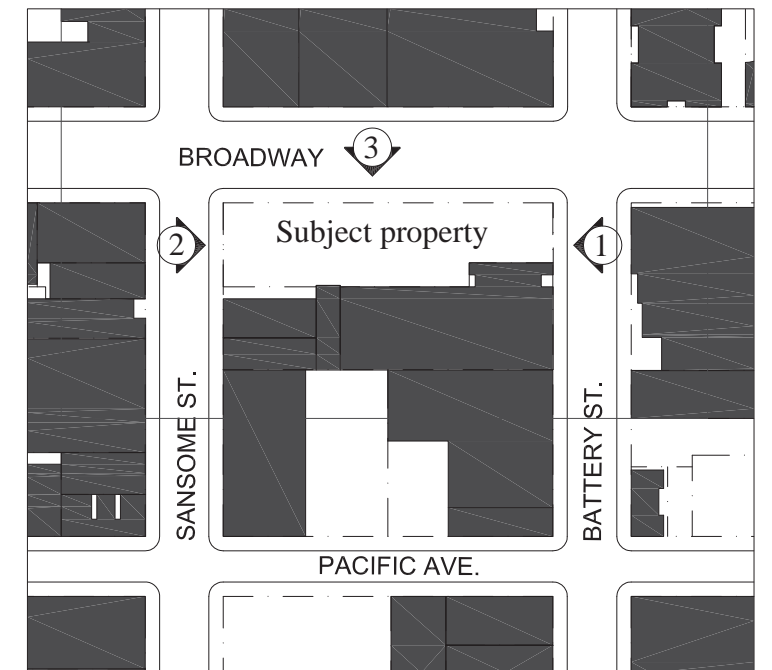 BROADWAY
3
2
Subject property
1
SANSOME ST.
BATTERY ST.
PACIFIC AVE.